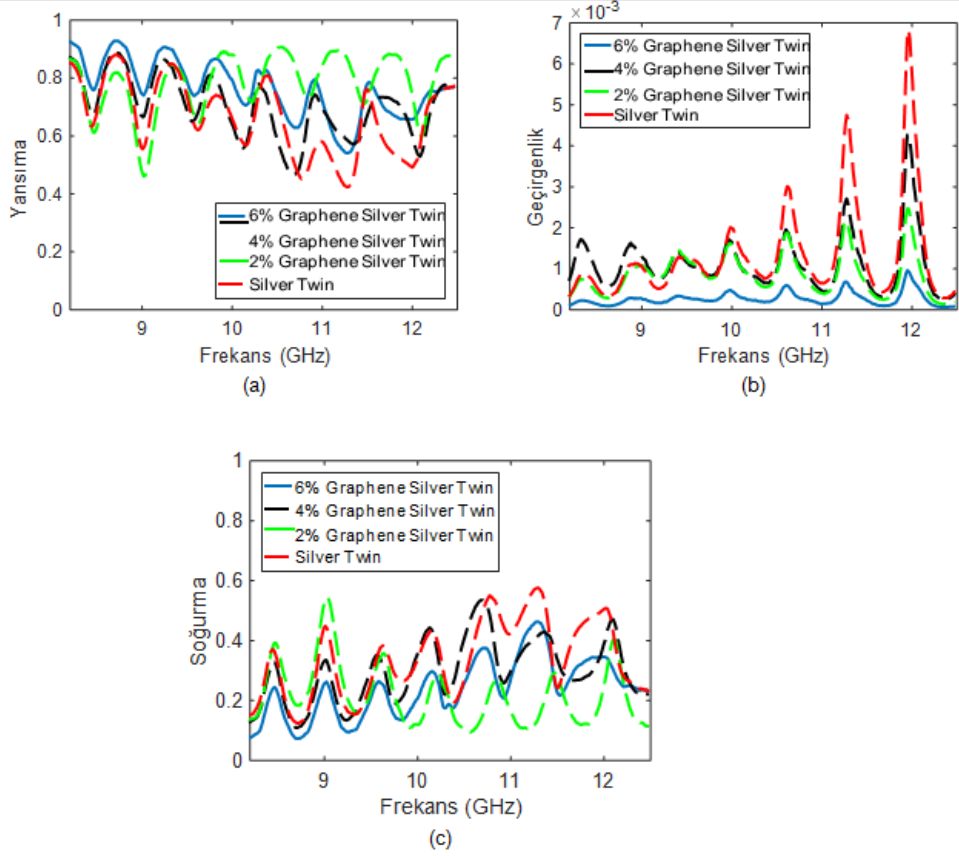 1
0.8
0.6
0.4
0.2
0
Yansıma
6% Graphene Silver Twin
4% Graphene Silver Twin
2% Graphene Silver Twin
Silver Twin
9
10
11
12
Frekans (GHz)
(a)
× 10⁻³
7
6
5
4
3
2
1
0
Geçirgenlik
6% Graphene Silver Twin
4% Graphene Silver Twin
2% Graphene Silver Twin
Silver Twin
9
10
11
12
Frekans (GHz)
(b)
1
0.8
0.6
0.4
0.2
0
Soğurma
6% Graphene Silver Twin
4% Graphene Silver Twin
2% Graphene Silver Twin
Silver Twin
9
10
11
12
Frekans (GHz)
(c)